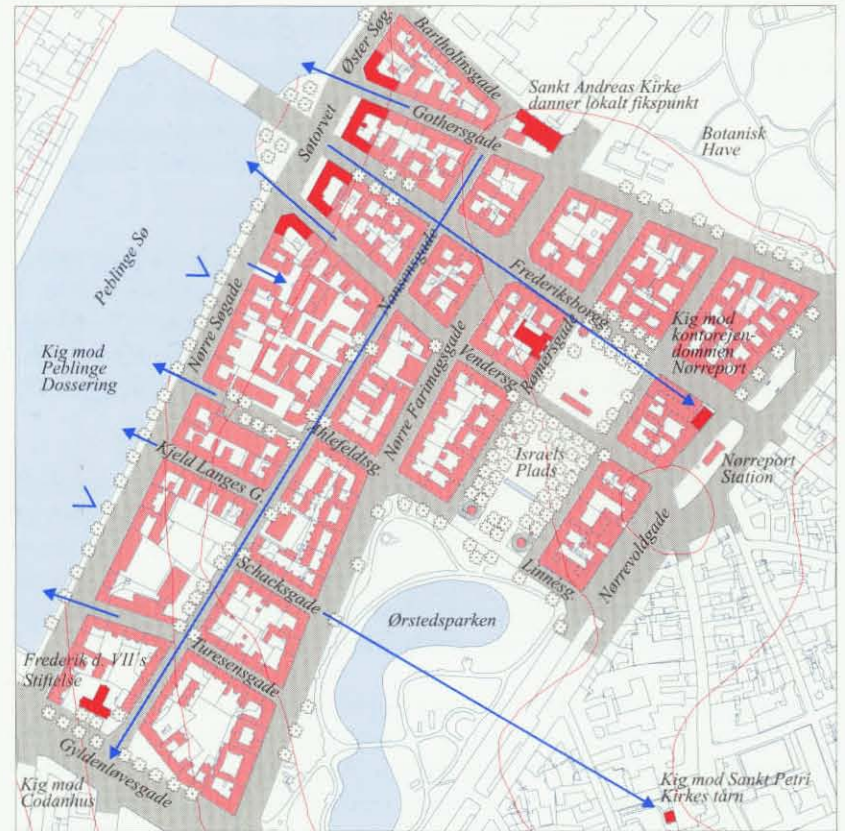 Øster Søg.
Bartholinsgade
Sankt Andreas Kirke
danner lokalt fikspunkt
Gothersgade
Botanisk
Have
Søtorvet
Nansensgade
Peblinge Sø
Frederiksborgg.
Nørre Søgade
Kig mod
kontorejen-
dommen
Nørreport
Kig mod
Peblinge
Dossering
Nørre Farimagsgade
Vendersg.
Rømersgade
Ahlefeldtsg.
Israels
Plads
Kjeld Langes G.
Nørreport
Station
Nørrevoldgade
Linnesg.
Schacksgade
Ørstedsparken
Turesensgade
Frederik d. VII's
Stiftelse
Gyldenløvesgade
Kig mod
Codanhus
Kig mod Sankt Petri
Kirkes tårn